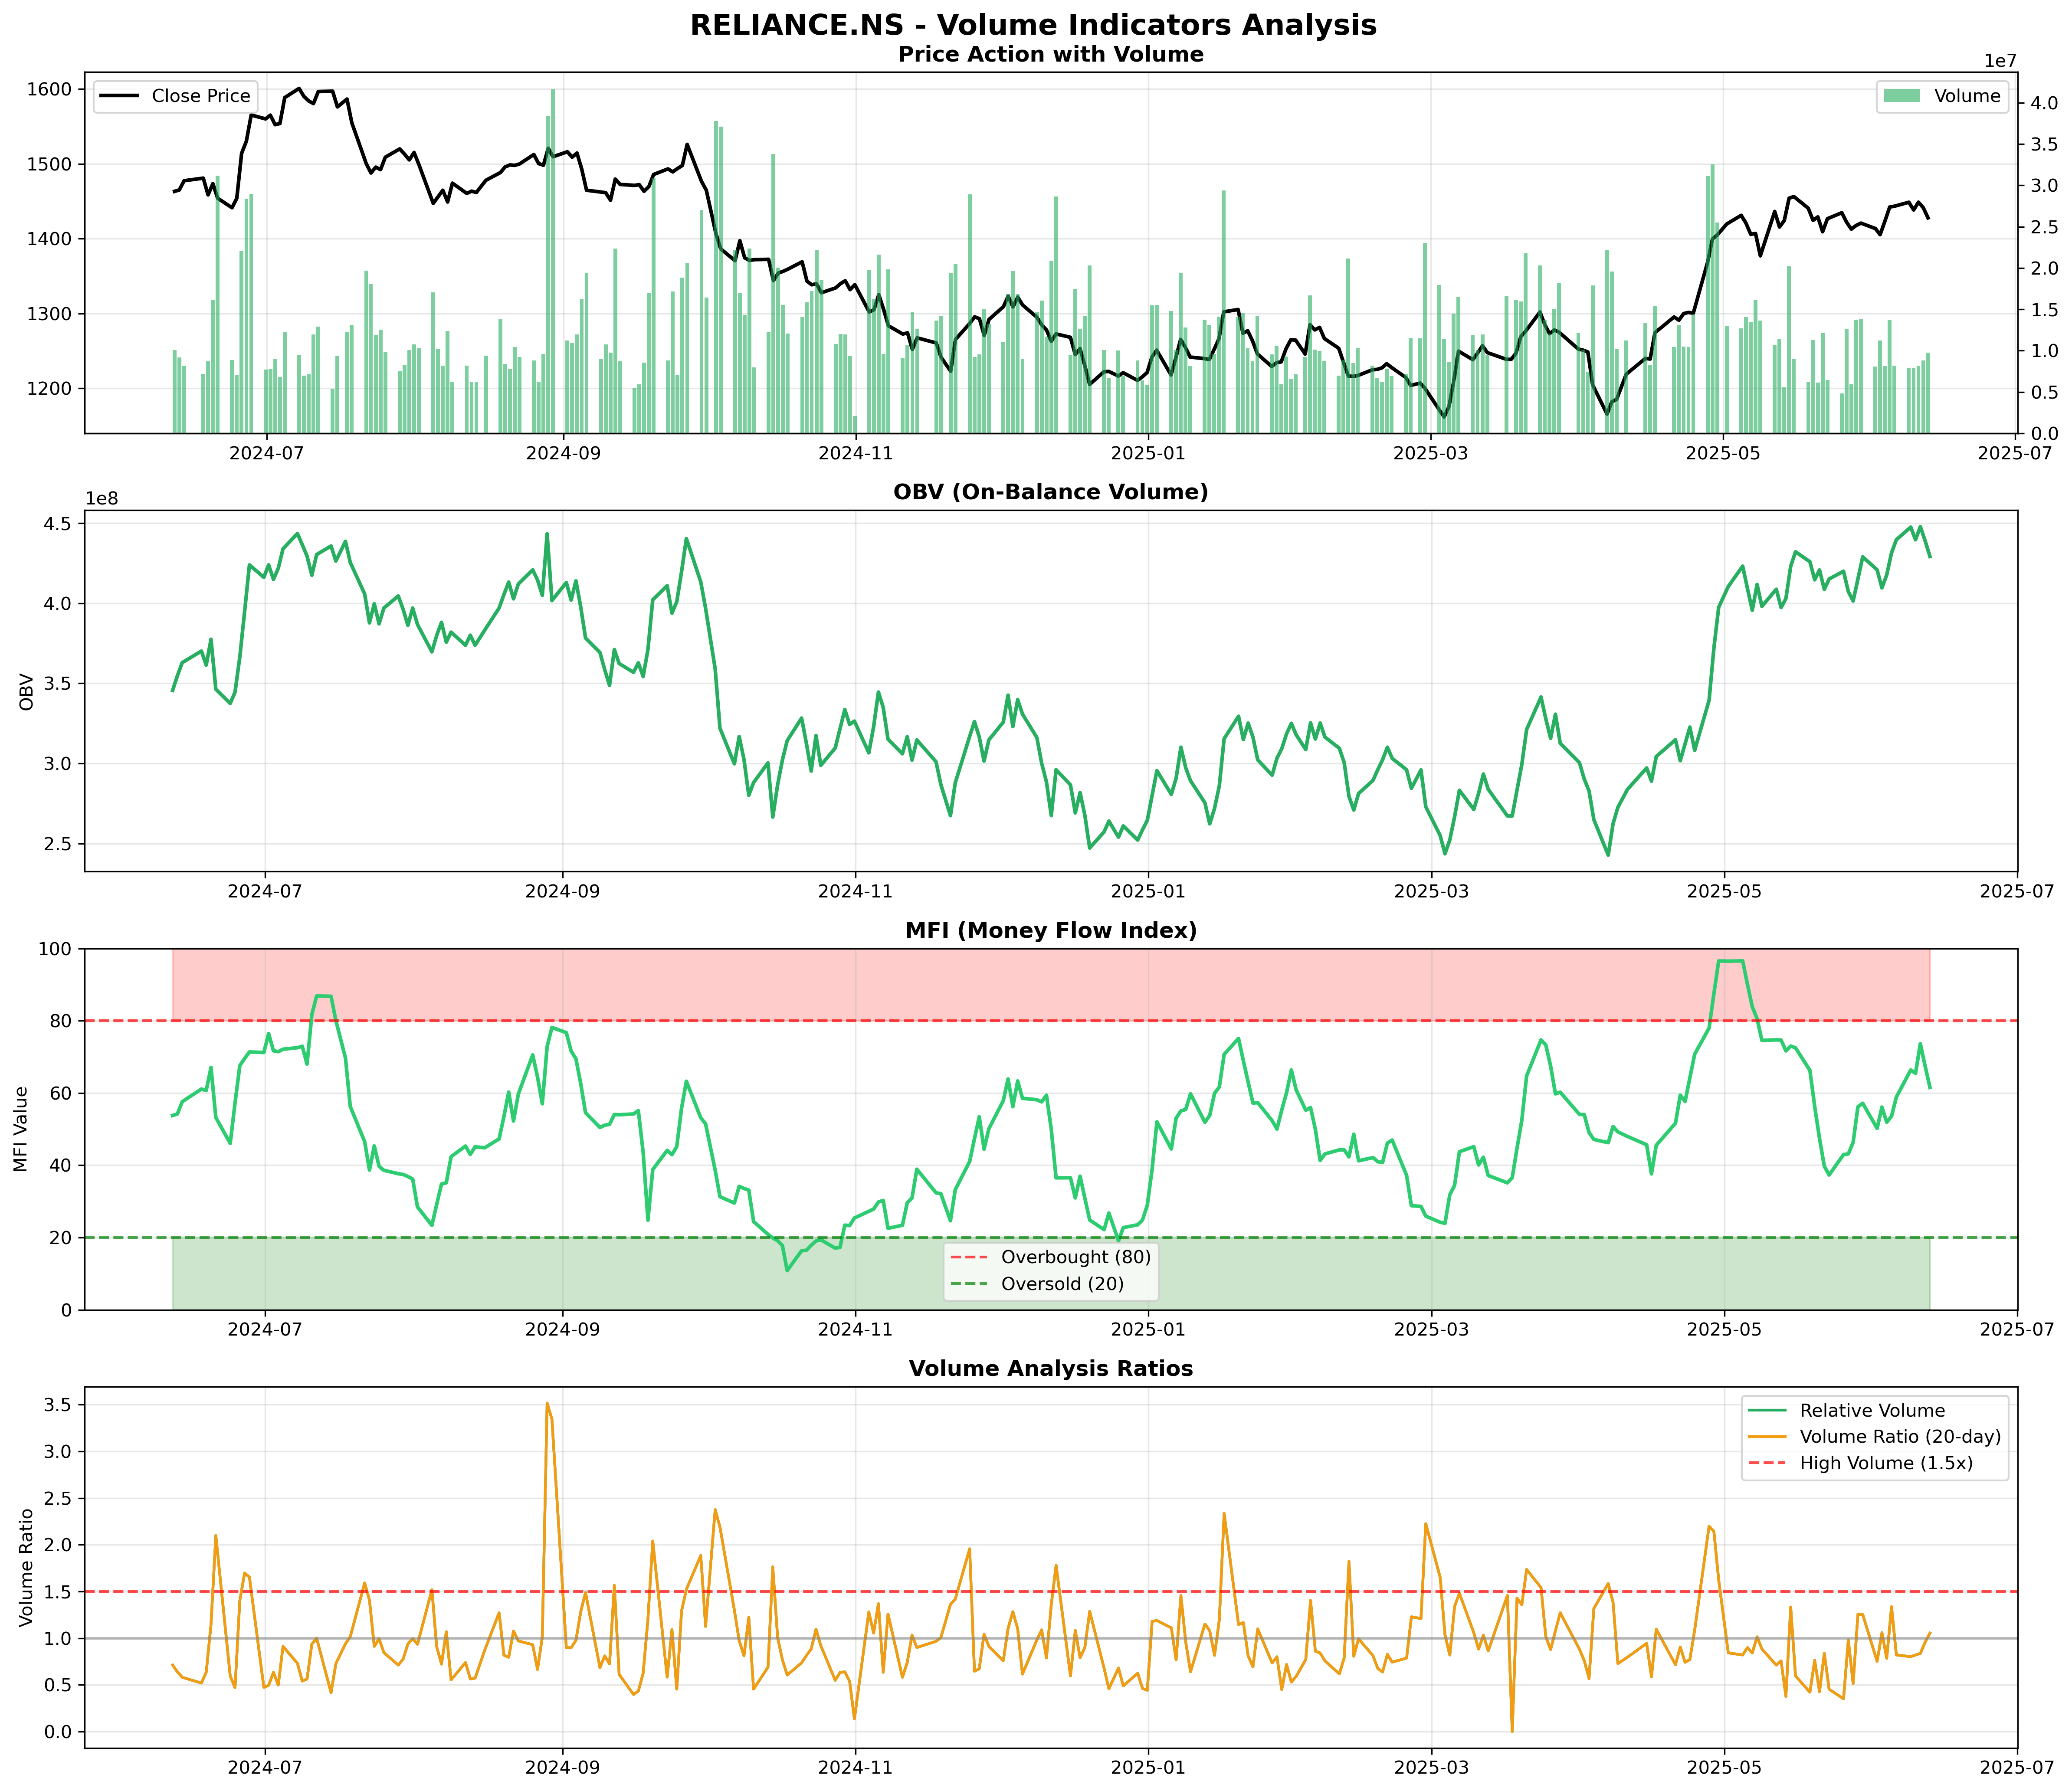 RELIANCE.NS - Volume Indicators Analysis
Price Action with Volume
1e7
Close Price
Volume
1600
1500
1400
1300
1200
4.0
3.5
3.0
2.5
2.0
1.5
1.0
0.5
0.0
2024-07 2024-09 2024-11 2025-01 2025-03 2025-05 2025-07
OBV (On-Balance Volume)
1e8
OBV
4.5
4.0
3.5
3.0
2.5
2024-07 2024-09 2024-11 2025-01 2025-03 2025-05 2025-07
MFI (Money Flow Index)
MFI Value
100
80
60
40
20
0
Overbought (80)
Oversold (20)
2024-07 2024-09 2024-11 2025-01 2025-03 2025-05 2025-07
Volume Analysis Ratios
Volume Ratio
3.5
3.0
2.5
2.0
1.5
1.0
0.5
0.0
Relative Volume
Volume Ratio (20-day)
High Volume (1.5x)
2024-07 2024-09 2024-11 2025-01 2025-03 2025-05 2025-07